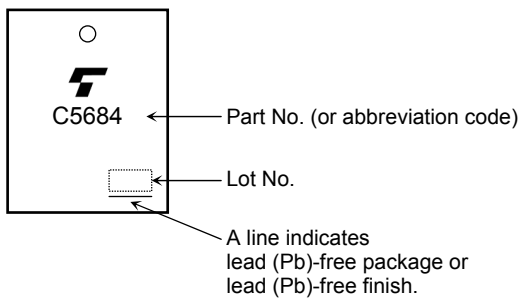 C5684
Part No. (or abbreviation code)
Lot No.
A line indicates
lead (Pb)-free package or
lead (Pb)-free finish.